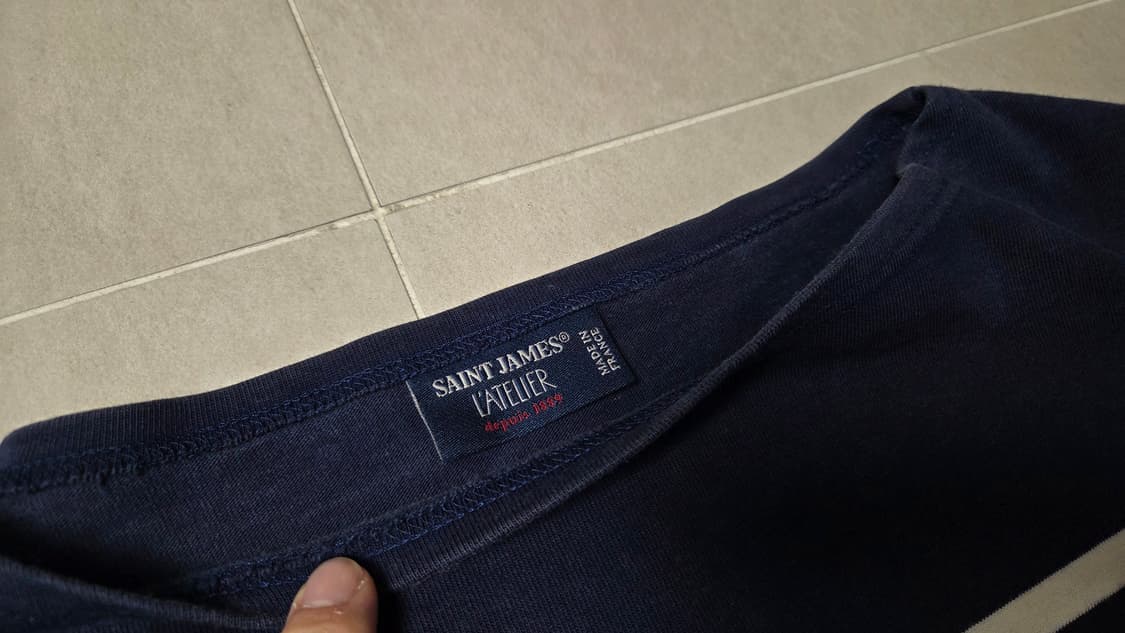 SAINT JAMES®
L'ATELIER
depuis 1889
MADE IN
FRANCE